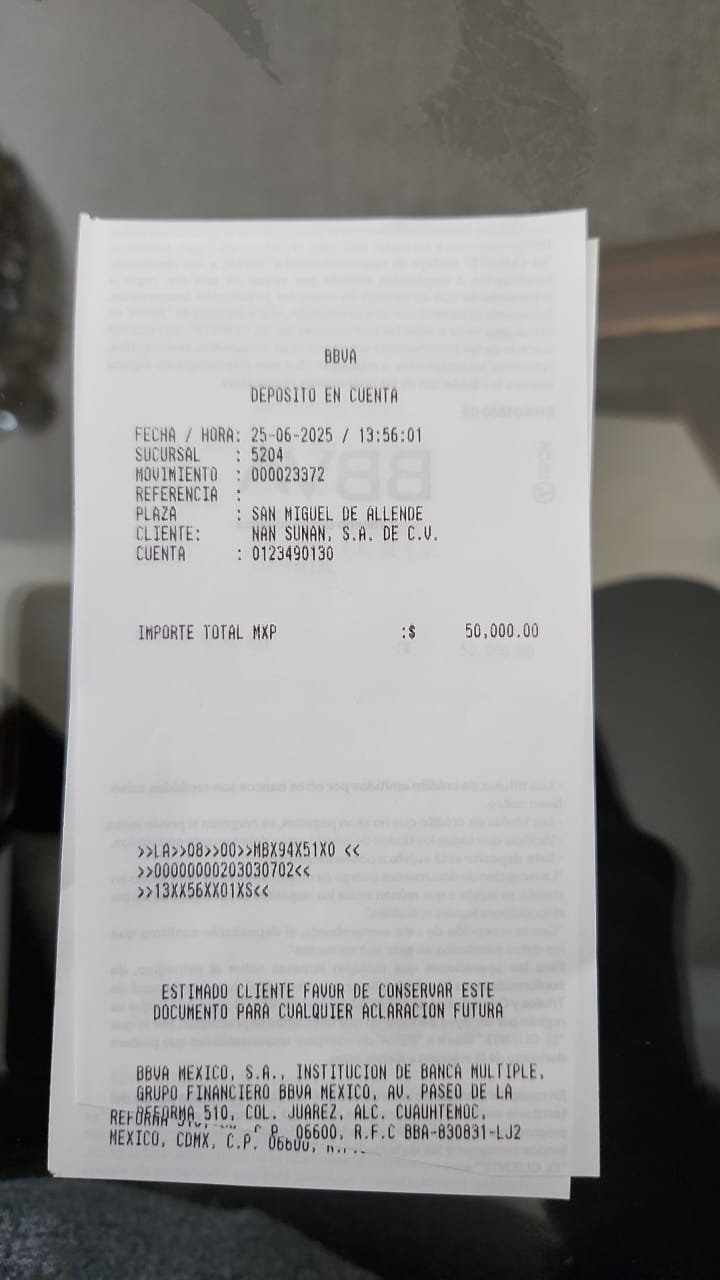 BBVA
DEPOSITO EN CUENTA
FECHA / HORA: 25-06-2025 / 13:56:01
SUCURSAL : 5204
MOVIMIENTO : 000023372
REFERENCIA :
PLAZA : SAN MIGUEL DE ALLENDE
CLIENTE: NAN SUNAN, S.A. DE C.V.
CUENTA : 0123490130
IMPORTE TOTAL MXP :$ 50,000.00
>>LA>>08>>00>>MBX94X51X0 <<
>>00000000203030702<<
>>13XX56XX01XS<<
ESTIMADO CLIENTE FAVOR DE CONSERVAR ESTE
DOCUMENTO PARA CUALQUIER ACLARACION FUTURA
BBVA MEXICO, S.A., INSTITUCION DE BANCA MULTIPLE,
GRUPO FINANCIERO BBVA MEXICO, AV. PASEO DE LA
REFORMA 510, COL. JUAREZ, ALC. CUAUHTEMOC,
C.P. 06600, R.F.C BBA-830831-LJ2
REFORMA
MEXICO, CDMX, C.P. 06600,